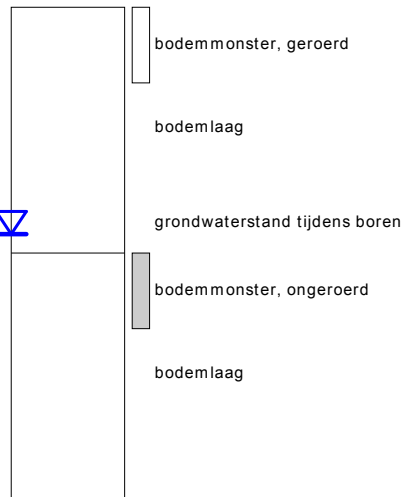 bodemmonster, geroerd
bodemlaag
grondwaterstand tijdens boren
bodemmonster, ongeroerd
bodemlaag